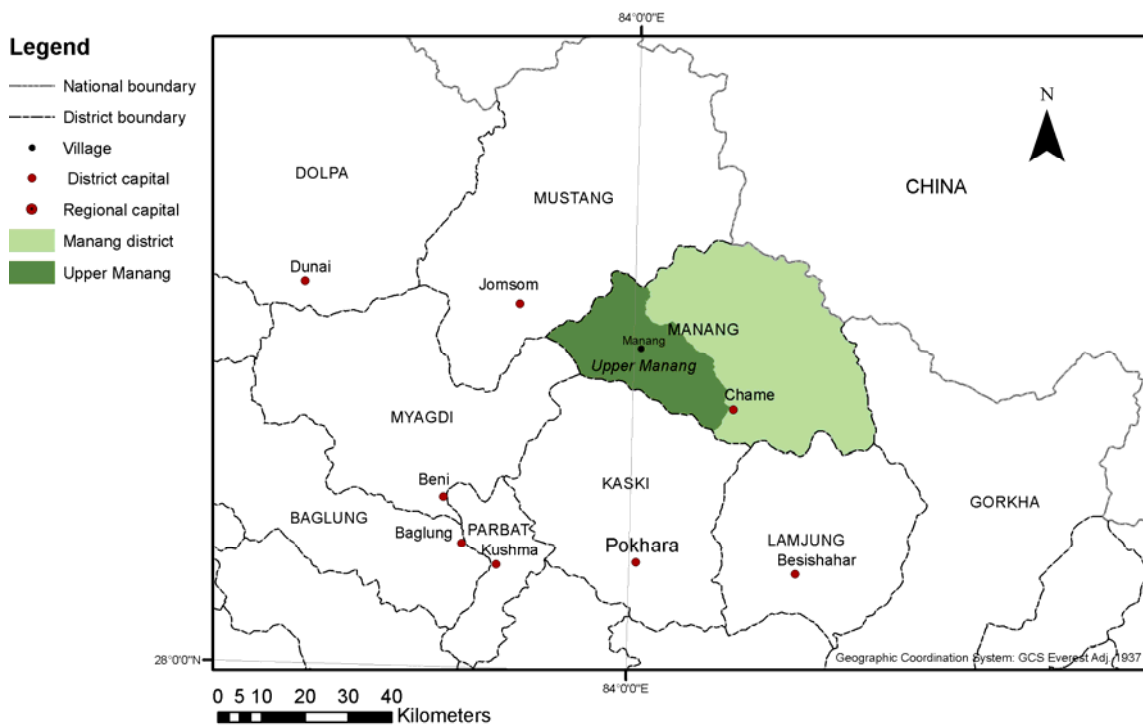 84°0'0"E
Legend
National boundary
District boundary
Village
District capital
Regional capital
Manang district
Upper Manang
N
DOLPA
MUSTANG
CHINA
Dunai
Jomsom
MANANG
Manang
Upper Manang
Chame
MYAGDI
Beni
KASKI
BAGLUNG
PARBAT
Baglung
Kushma
Pokhara
LAMJUNG
Besishahar
GORKHA
28°0'0"N
Geographic Coordination System: GCS Everest Adj. 1937
84°0'0"E
0 5 10 20 30 40
Kilometers